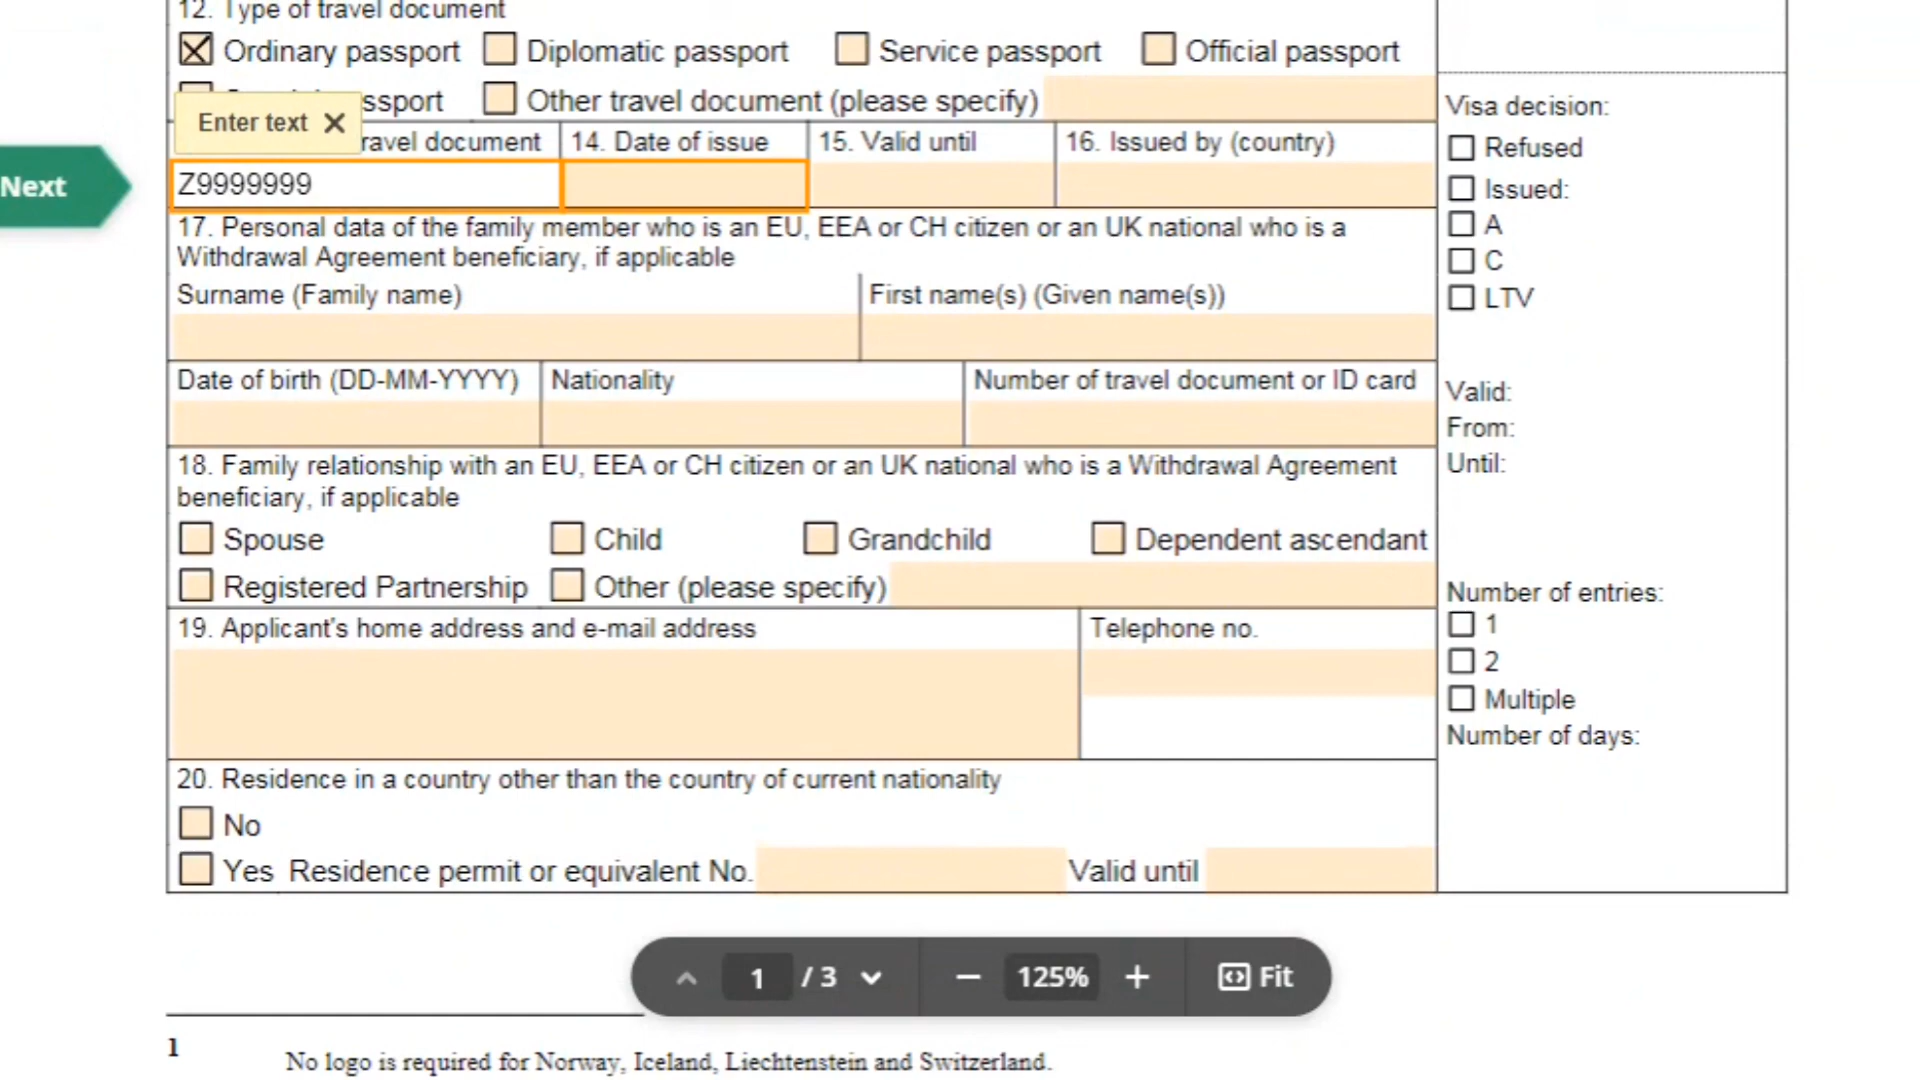 12. Type of travel document
Ordinary passport Diplomatic passport Service passport Official passport
ssport Other travel document (please specify)
Enter text
ravel document 14. Date of issue 15. Valid until 16. Issued by (country)
Next
Z9999999
17. Personal data of the family member who is an EU, EEA or CH citizen or an UK national who is a
Withdrawal Agreement beneficiary, if applicable
Surname (Family name) First name(s) (Given name(s))
Date of birth (DD-MM-YYYY) Nationality Number of travel document or ID card
18. Family relationship with an EU, EEA or CH citizen or an UK national who is a Withdrawal Agreement
beneficiary, if applicable
Spouse Child Grandchild Dependent ascendant
Registered Partnership Other (please specify)
19. Applicant's home address and e-mail address Telephone no.
20. Residence in a country other than the country of current nationality
No
Yes Residence permit or equivalent No. Valid until
Visa decision:
Refused
Issued:
A
C
LTV
Valid:
From:
Until:
Number of entries:
1
2
Multiple
Number of days:
1 / 3 125% Fit
1 No logo is required for Norway, Iceland, Liechtenstein and Switzerland.